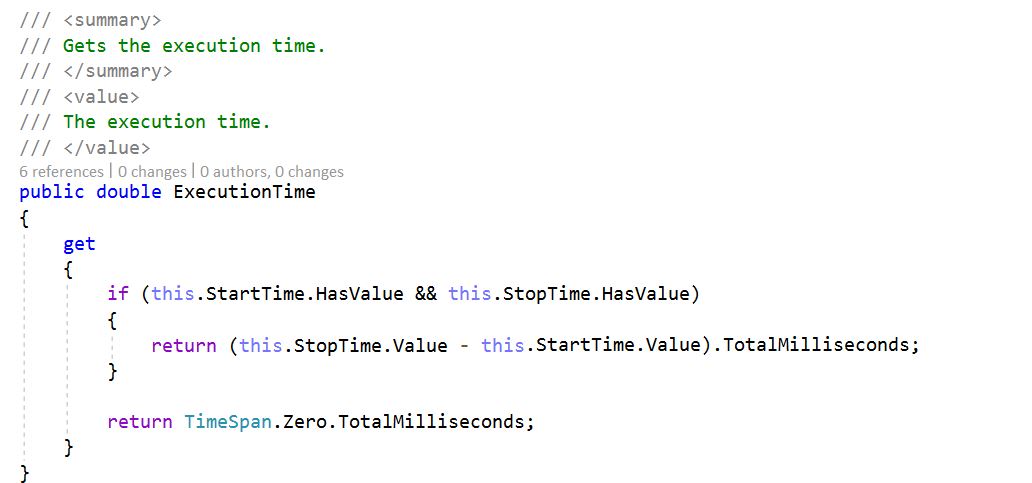 /// <summary>
/// Gets the execution time.
/// </summary>
/// <value>
/// The execution time.
/// </value>
6 references | 0 changes | 0 authors, 0 changes
public double ExecutionTime
{
    get
    {
        if (this.StartTime.HasValue && this.StopTime.HasValue)
        {
            return (this.StopTime.Value - this.StartTime.Value).TotalMilliseconds;
        }

        return TimeSpan.Zero.TotalMilliseconds;
    }
}